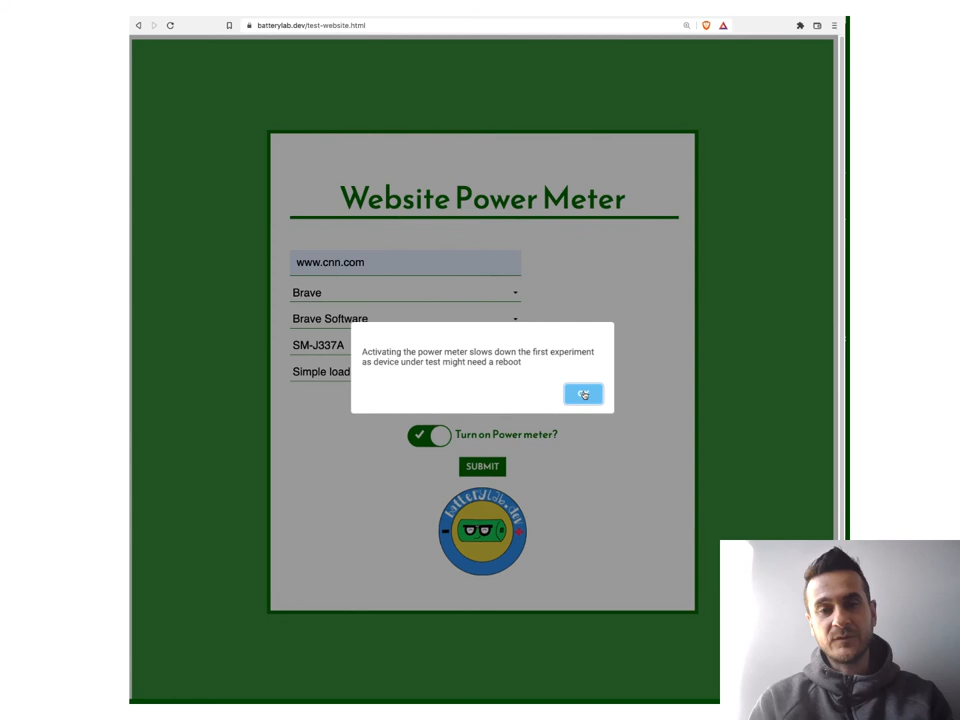 batterylab.dev/test-website.html
Website Power Meter
www.cnn.com
Brave
Brave Software
SM-J337A
Simple load
Activating the power meter slows down the first experiment
as device under test might need a reboot
Turn on Power meter?
SUBMIT
batterylab.dev